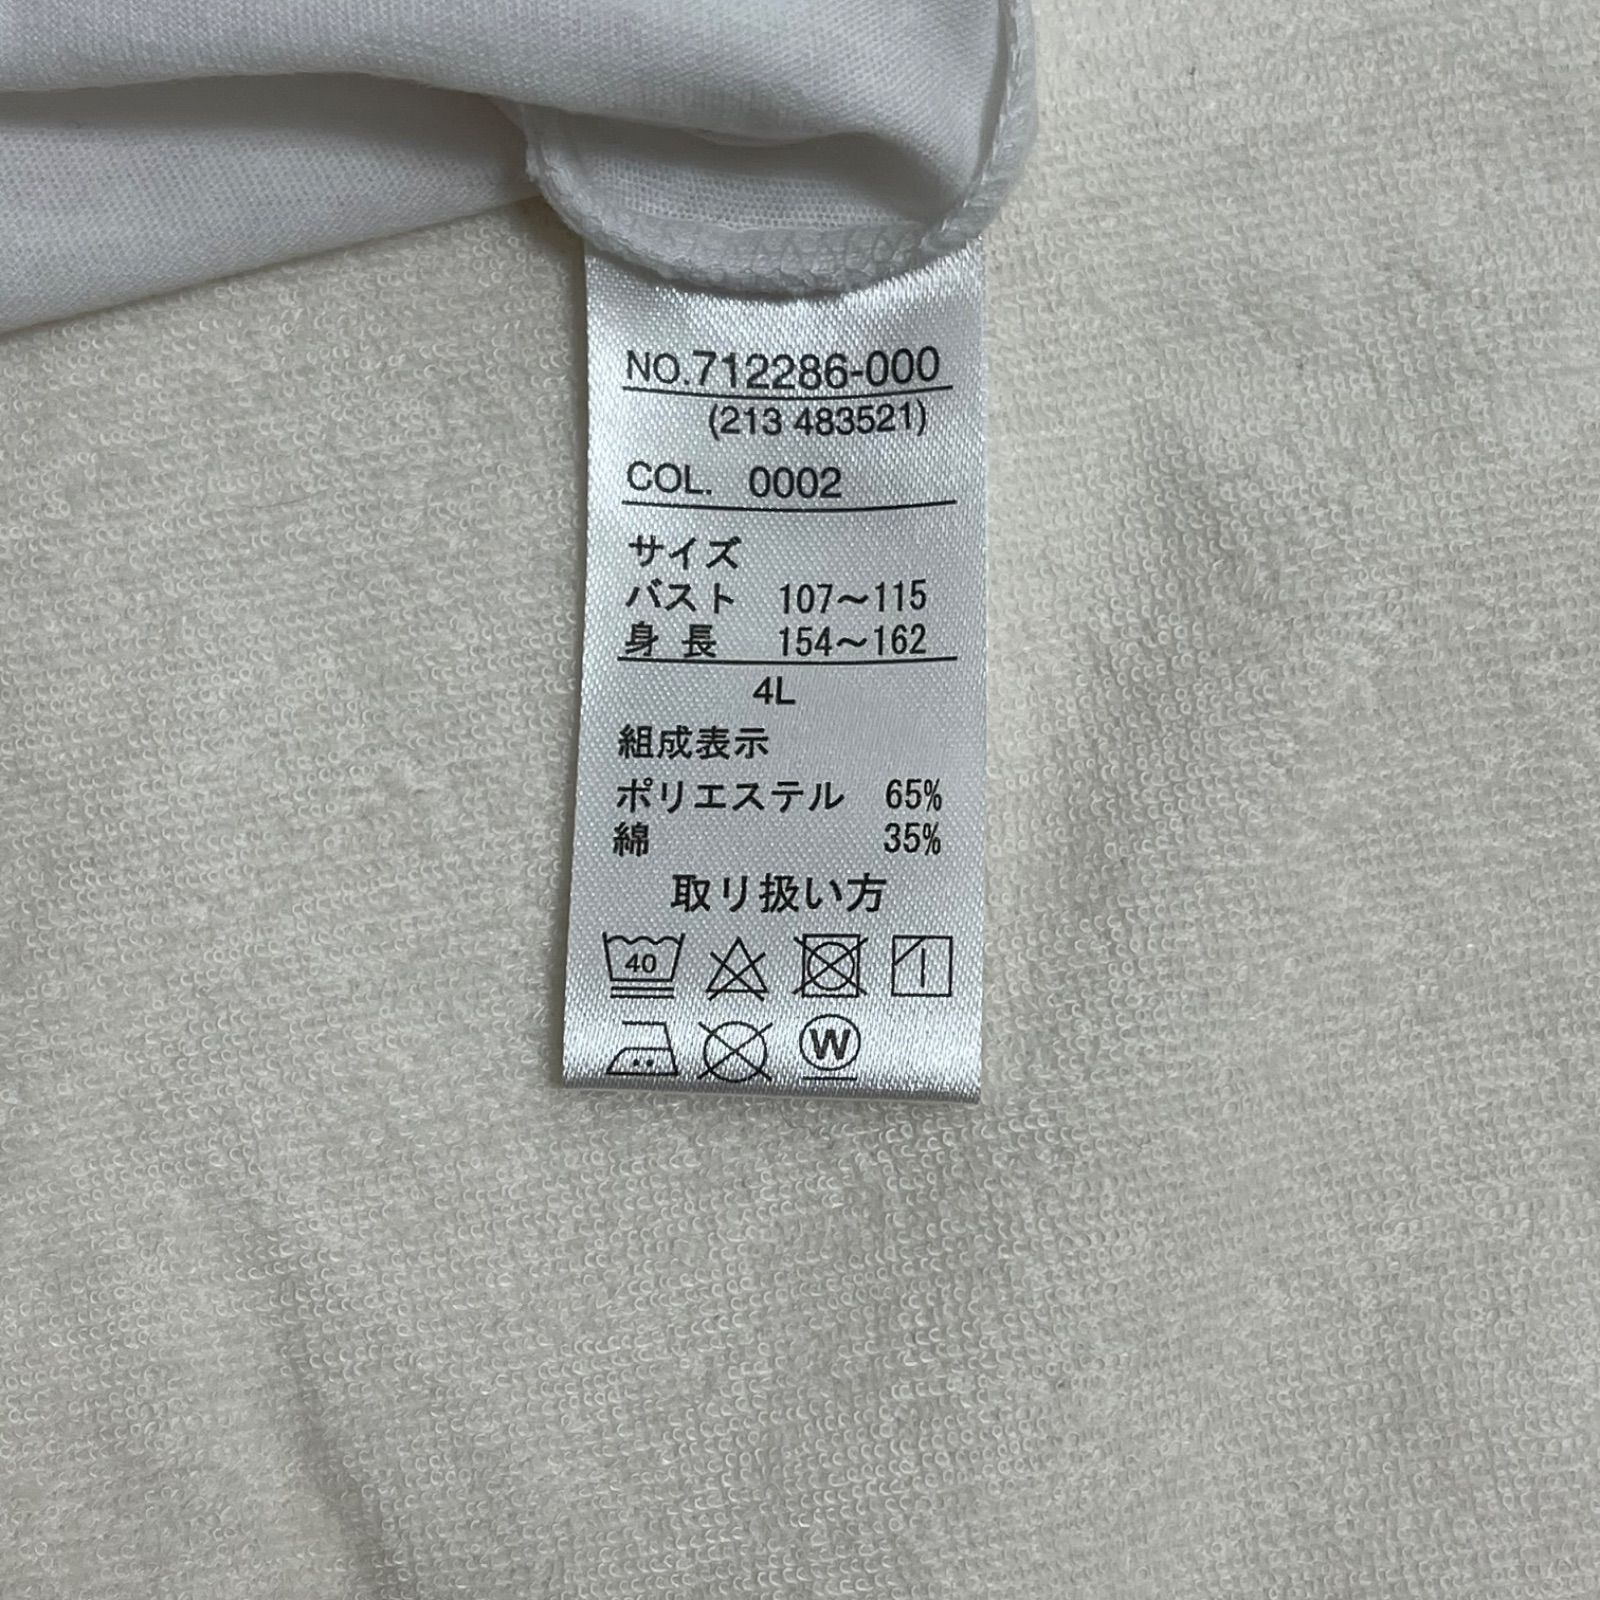 NO.712286-000
(213 483521)
COL. 0002
サイズ
バスト 107～115
身 長 154～162
4L
組成表示
ポリエステル 65%
綿 35%
取り扱い方
40
W